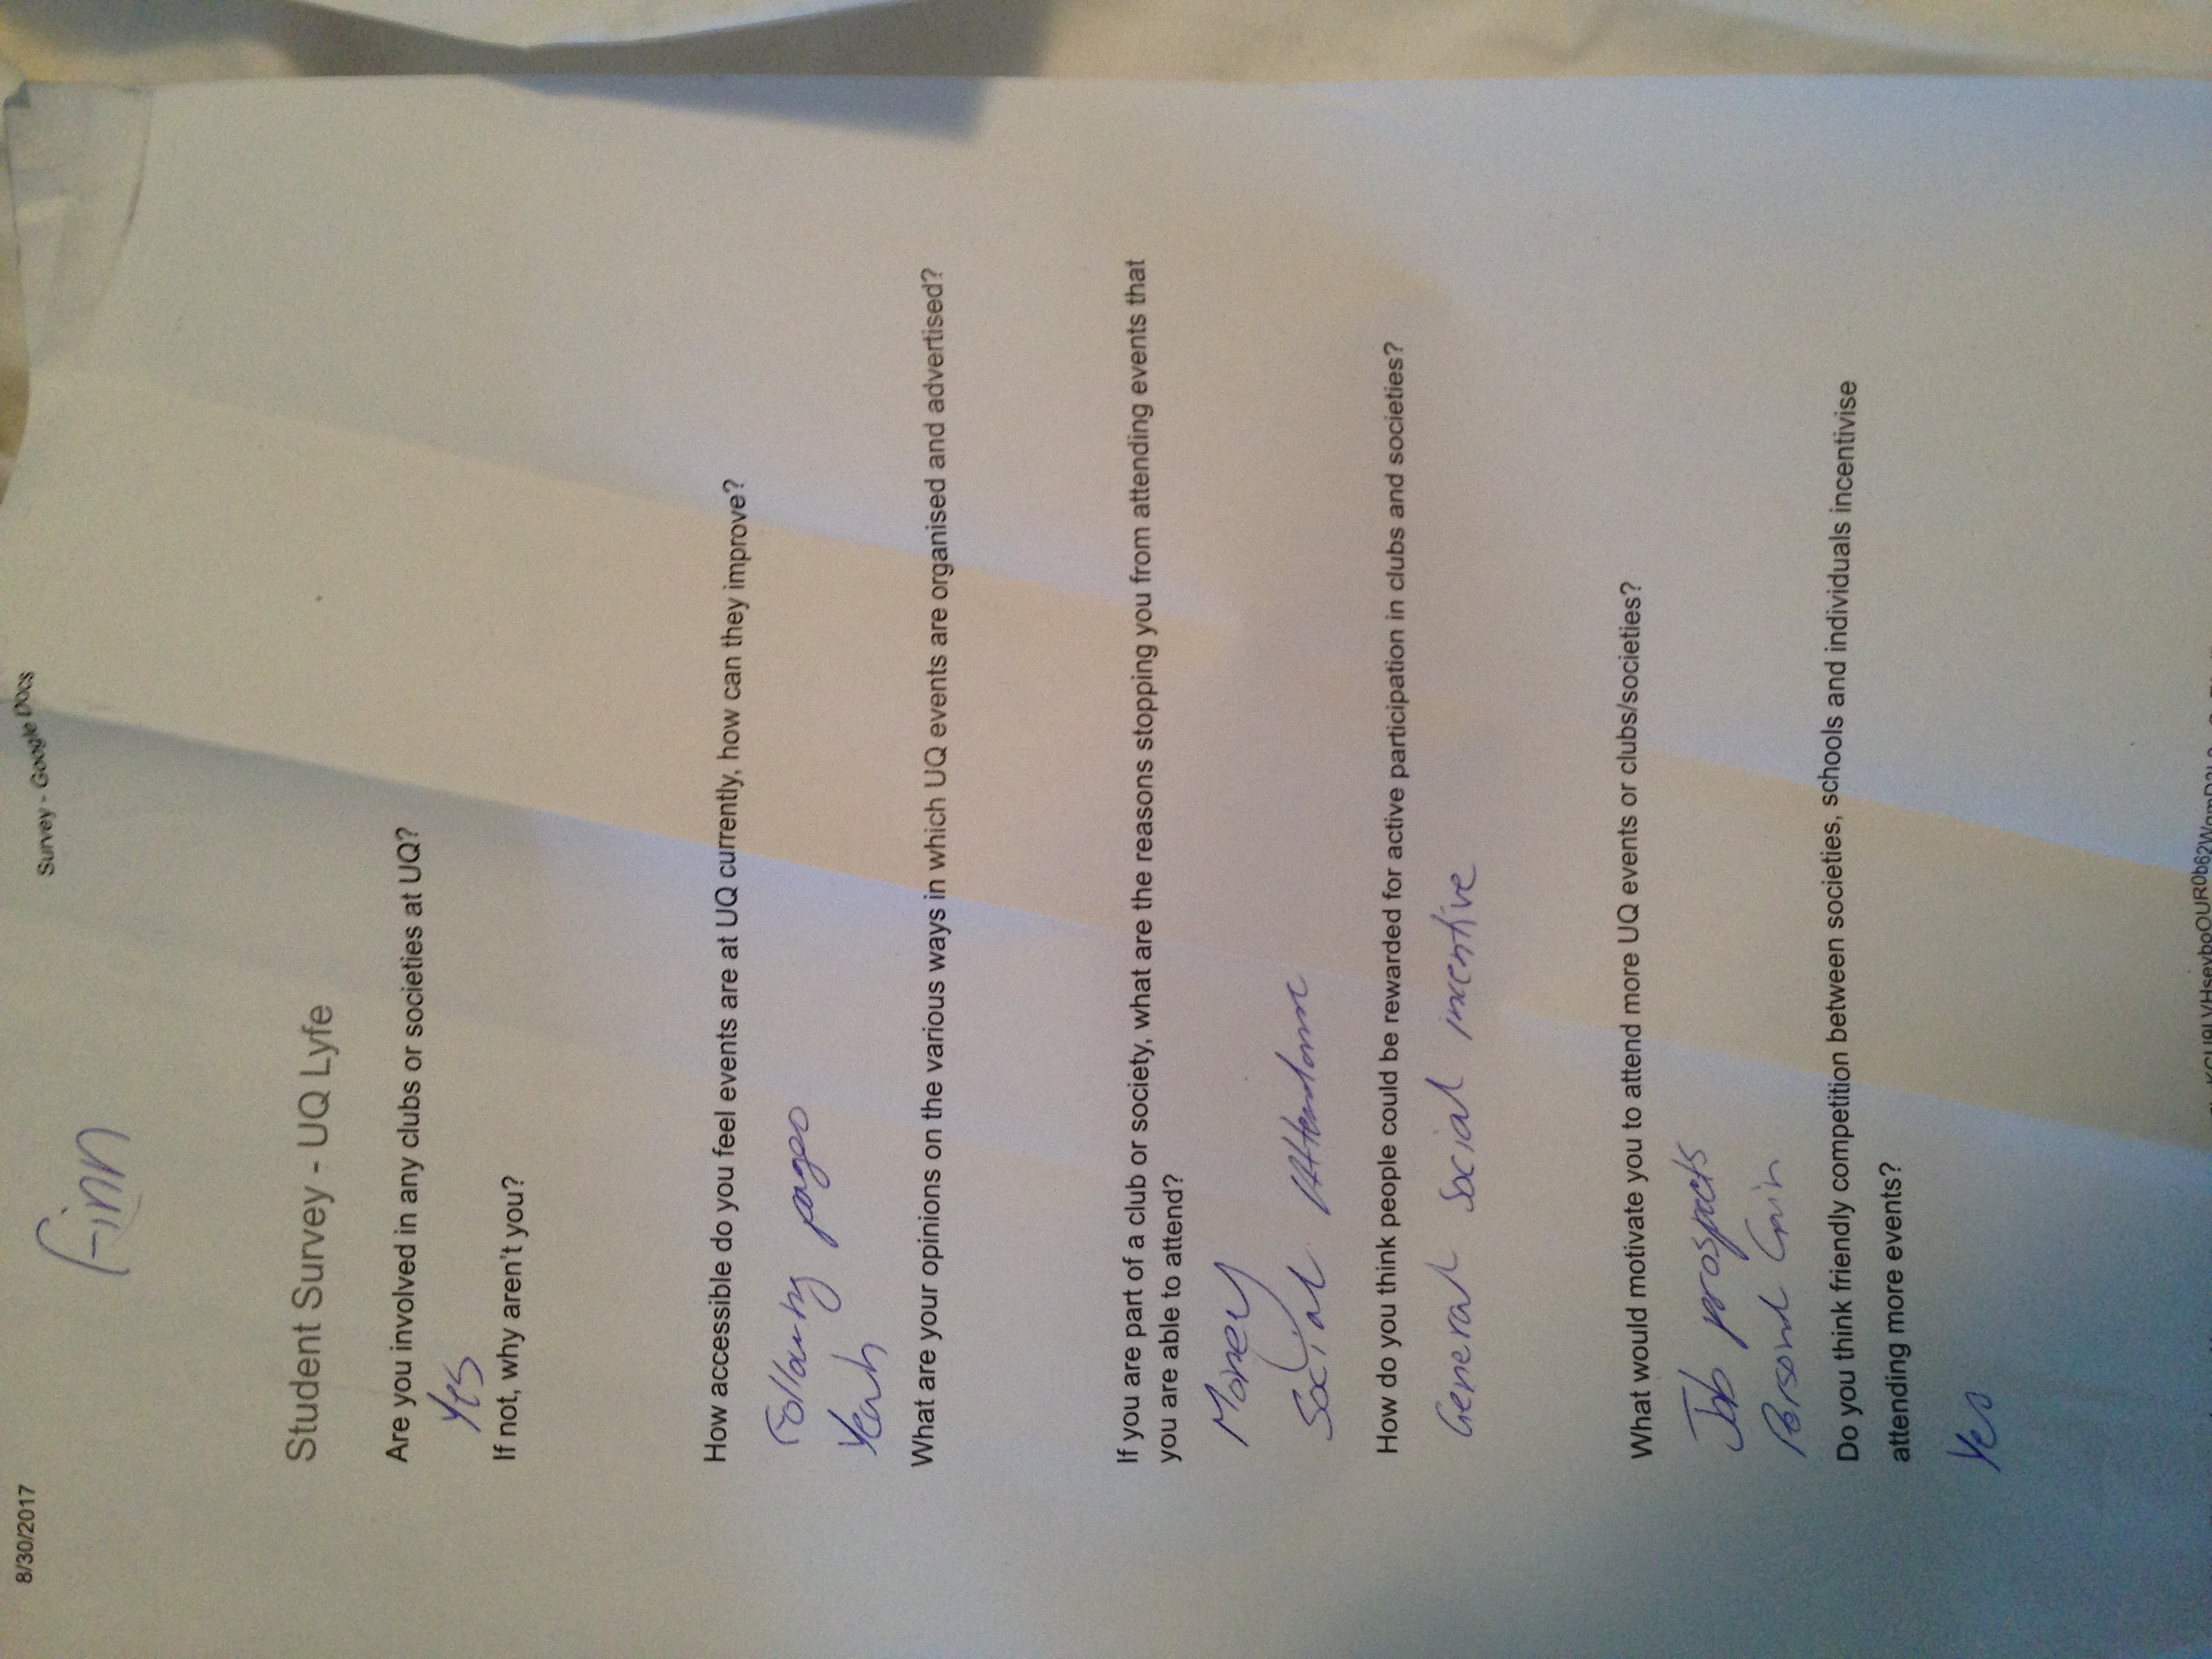 8/30/2017
Survey - Google Docs
Finn
Student Survey - UQ Lyfe
Are you involved in any clubs or societies at UQ?
Yes
If not, why aren't you?
How accessible do you feel events are at UQ currently, how can they improve?
Following pages
Yeah
What are your opinions on the various ways in which UQ events are organised and advertised?
If you are part of a club or society, what are the reasons stopping you from attending events that
you are able to attend?
Money
Social Attendance
How do you think people could be rewarded for active participation in clubs and societies?
General Social incentive
What would motivate you to attend more UQ events or clubs/societies?
Job prospects
Personal Gain
Do you think friendly competition between societies, schools and individuals incentivise
attending more events?
Yes